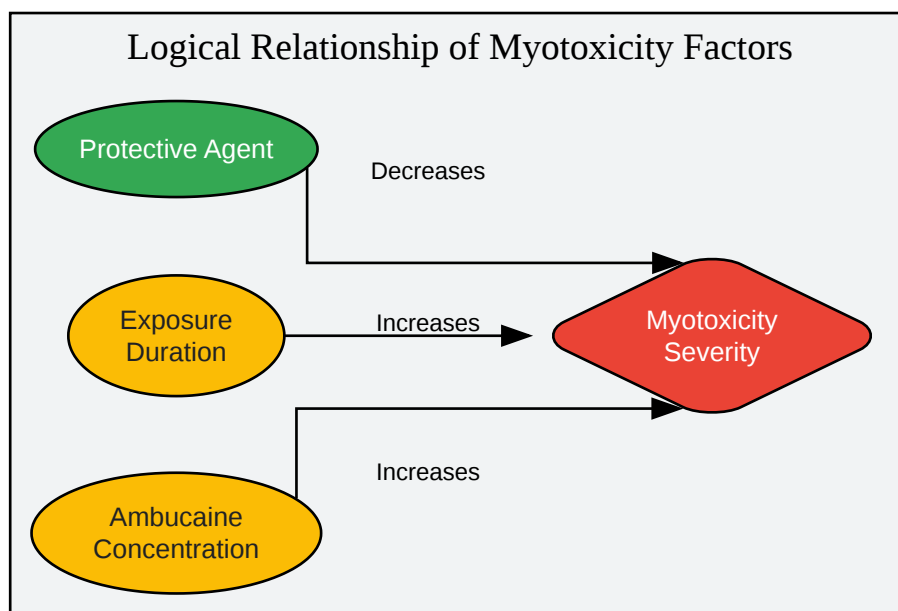 Logical Relationship of Myotoxicity Factors
Protective Agent
Decreases
Exposure
Duration
Increases
Myotoxicity
Severity
Increases
Ambucaine
Concentration